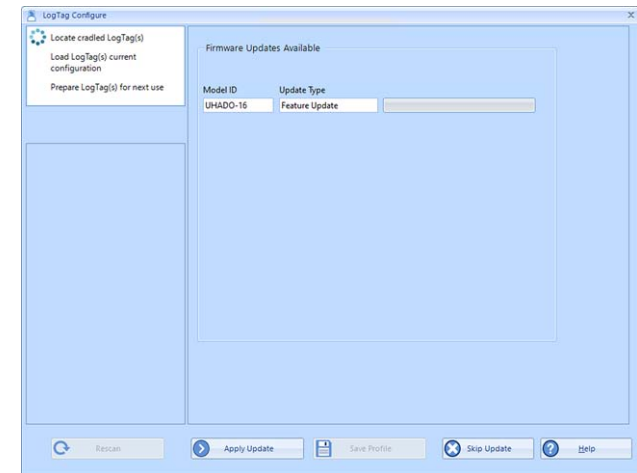 LogTag Configure
Locate cradled LogTag(s)
Load LogTag(s) current
configuration
Prepare LogTag(s) for next use
Firmware Updates Available
Model ID Update Type
UHADO-16 Feature Update
Rescan Apply Update Save Profile Skip Update Help